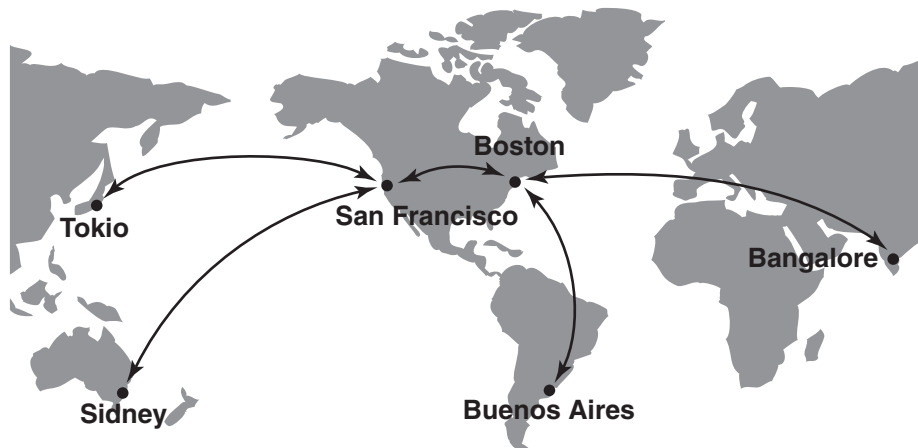 Boston
San Francisco
Tokio
Bangalore
Sidney
Buenos Aires